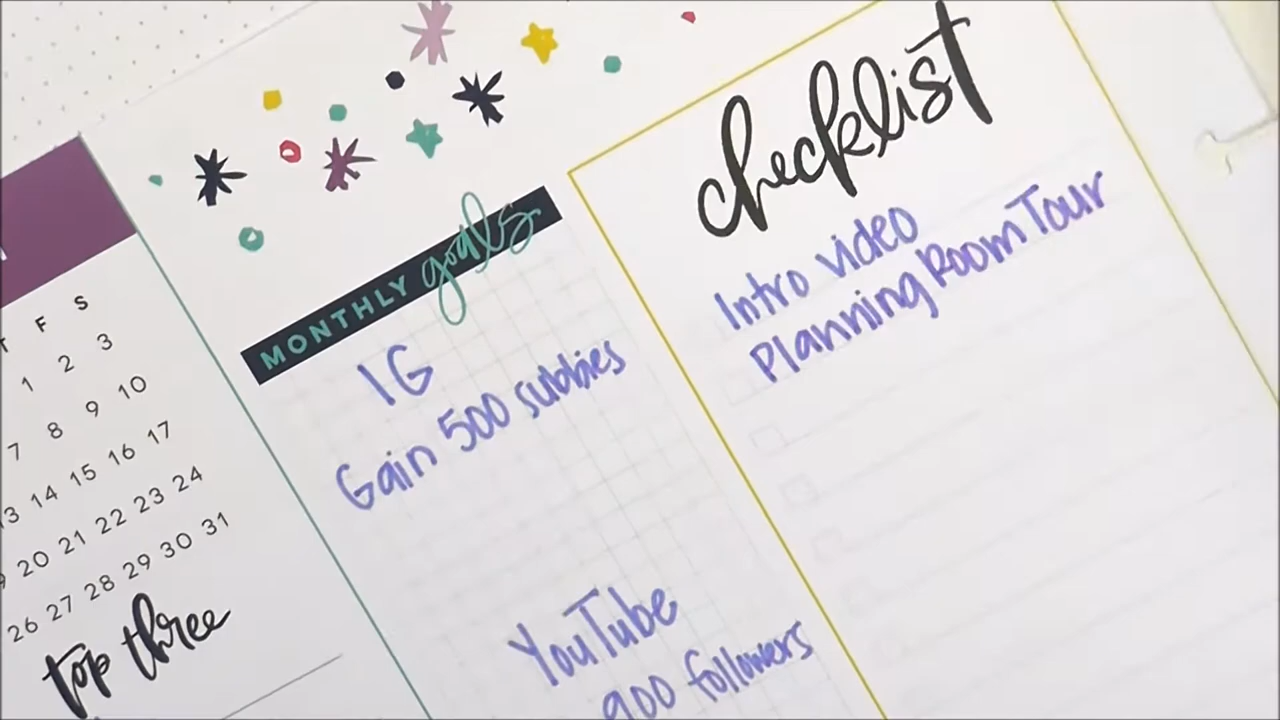 F S
1 2 3
7 8 9 10
13 14 15 16 17
20 21 22 23 24
26 27 28 29 30 31
top three
MONTHLY goals
IG
Gain 500 subbies
YouTube
900 followers
checklist
Intro video
Planning Room Tour